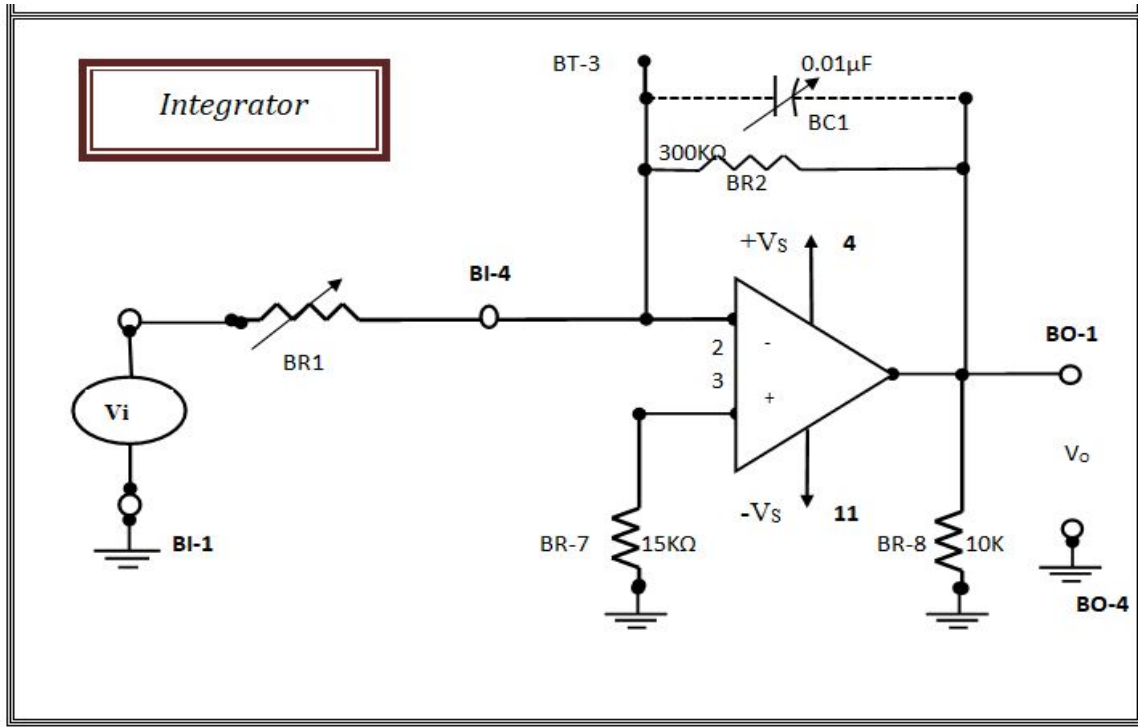 Integrator
BT-3
0.01µF
BC1
300KΩ
BR2
+VS
4
BI-4
BR1
2
-
3
+
BO-1
Vi
VO
-VS
11
BI-1
BR-7
15KΩ
BR-8
10K
BO-4